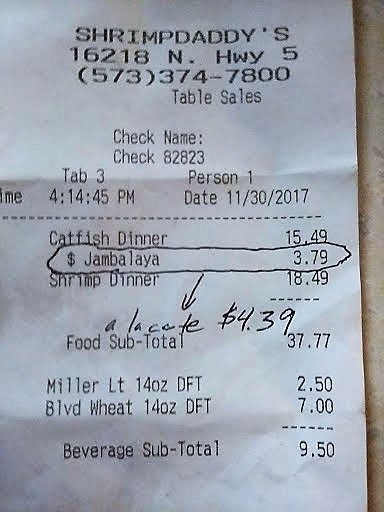 SHRIMPDADDY'S
16218 N. Hwy 5
(573)374-7800
Table Sales
Check Name:
Check 82823
Tab 3 Person 1
ime 4:14:45 PM Date 11/30/2017
Catfish Dinner 15.49
$ Jambalaya 3.79
Shrimp Dinner 18.49
a la carte $4.39
Food Sub-Total 37.77
Miller Lt 14oz DFT 2.50
Blvd Wheat 14oz DFT 7.00
Beverage Sub-Total 9.50